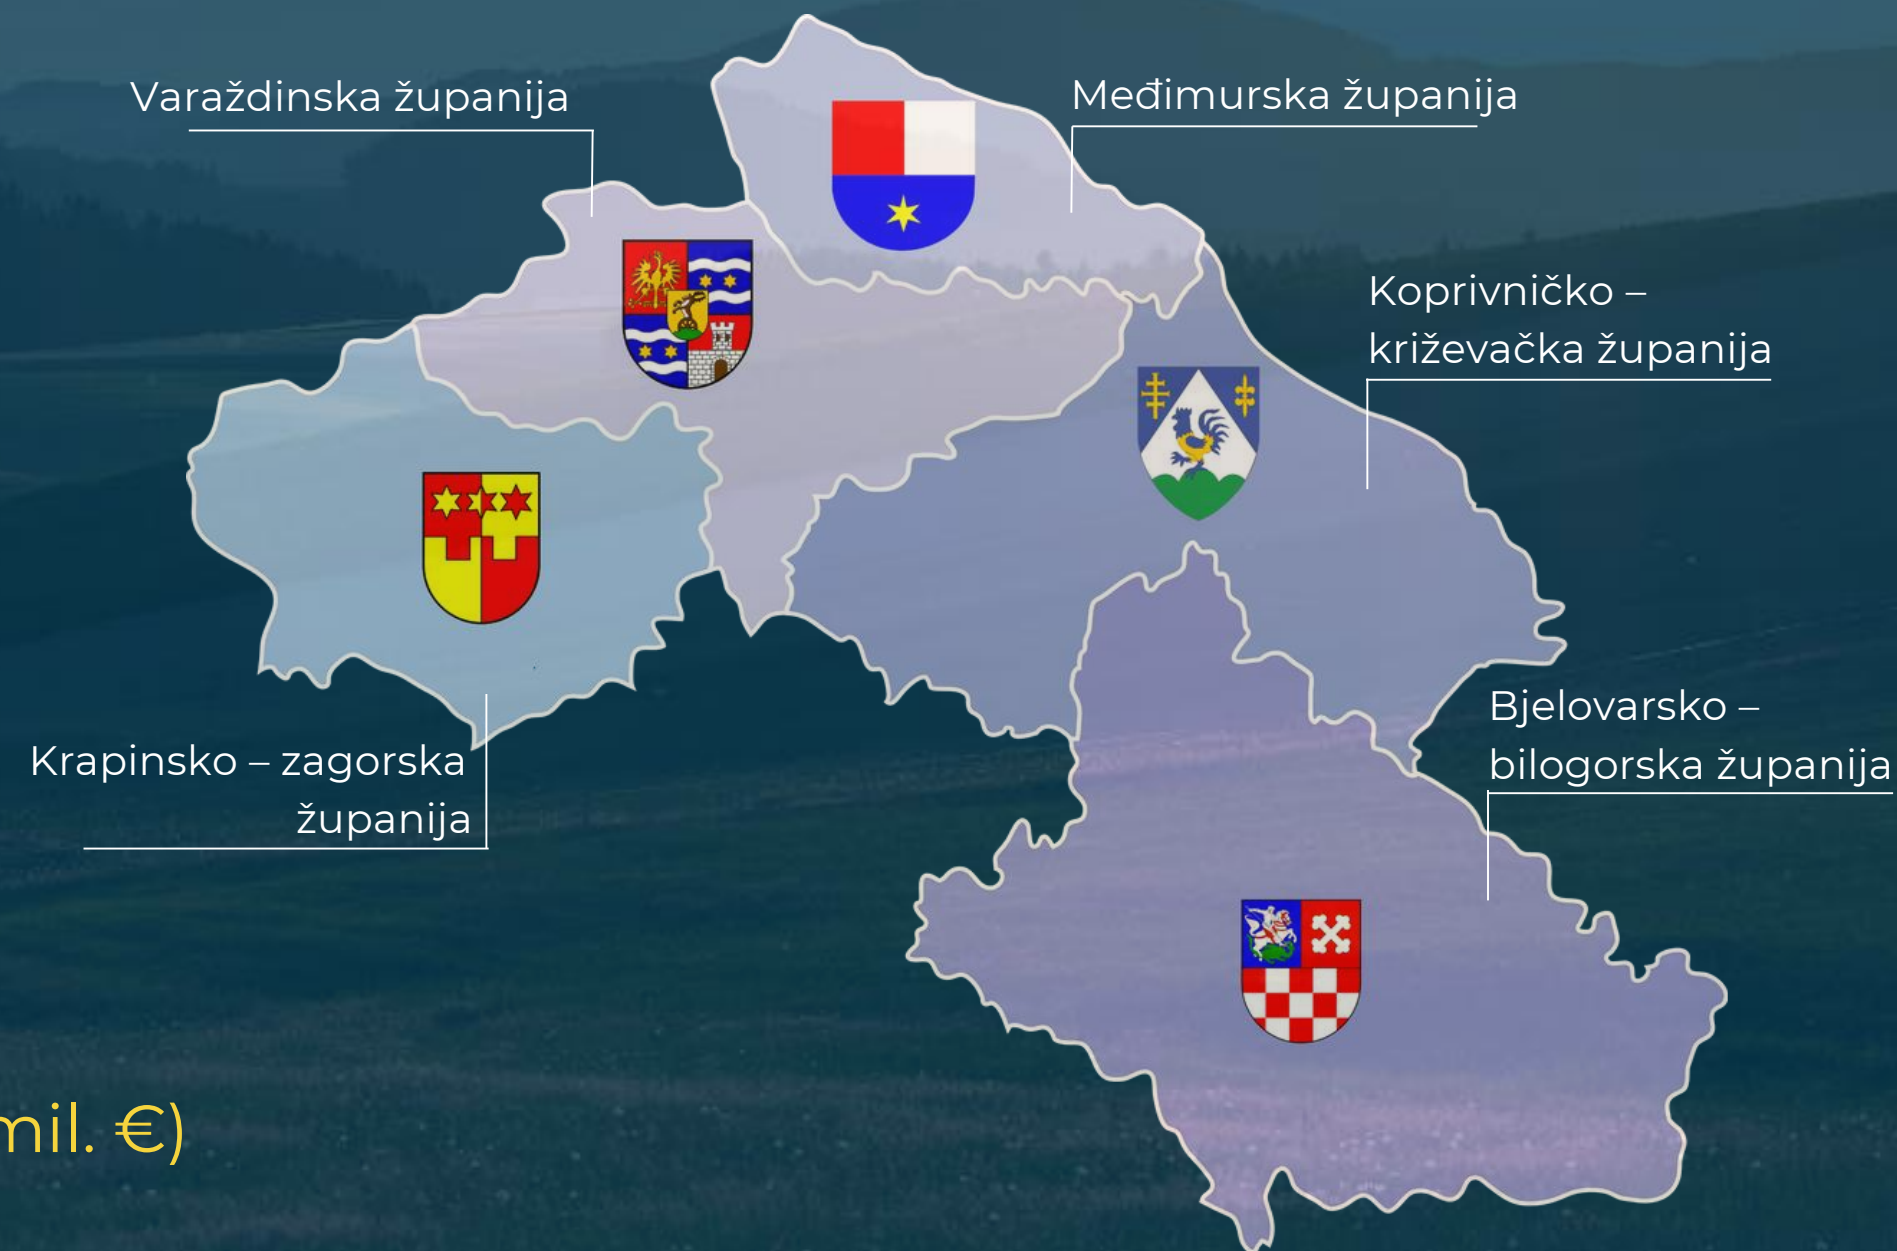 Varaždinska županija
Međimurska županija
Koprivničko –
križevačka županija
Krapinsko – zagorska
županija
Bjelovarsko –
bilogorska županija
mil. €)